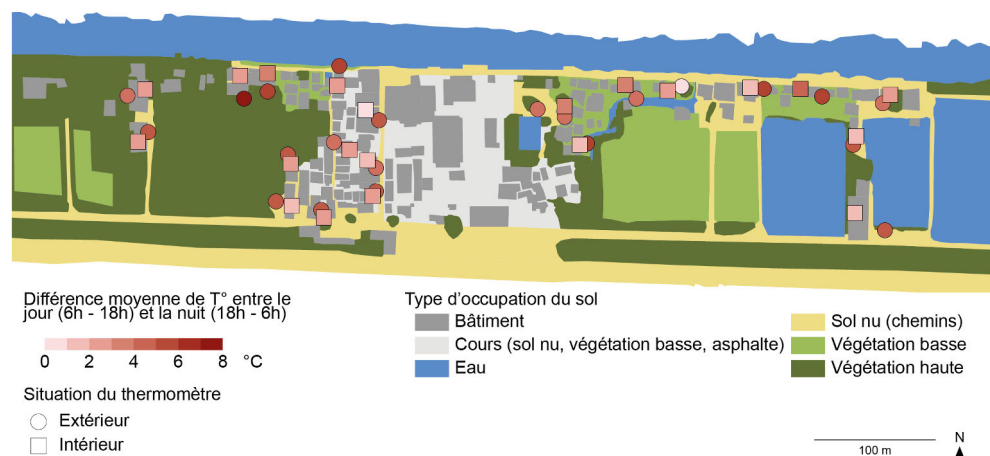 Différence moyenne de T° entre le
jour (6h - 18h) et la nuit (18h - 6h)
0 2 4 6 8 °C
Situation du thermomètre
Extérieur
Intérieur
Type d'occupation du sol
Bâtiment
Cours (sol nu, végétation basse, asphalte)
Eau
Sol nu (chemins)
Végétation basse
Végétation haute
100 m
N